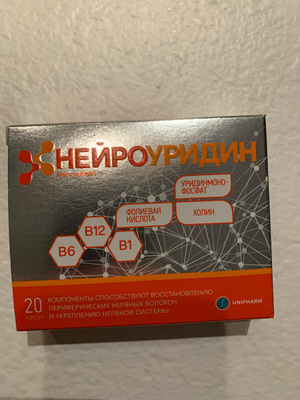 НЕЙРОУРИДИН
УРИДИНМОНО-
ФОСФАТ
ФОЛИЕВАЯ
КИСЛОТА
ХОЛИН
B12
B6
B1
20
капсул
КОМПОНЕНТЫ СПОСОБСТВУЮТ ВОССТАНОВЛЕНИЮ
ПЕРИФЕРИЧЕСКИХ НЕРВНЫХ ВОЛОКОН
И УКРЕПЛЕНИЮ НЕРВНОЙ СИСТЕМЫ
UNIPHARM